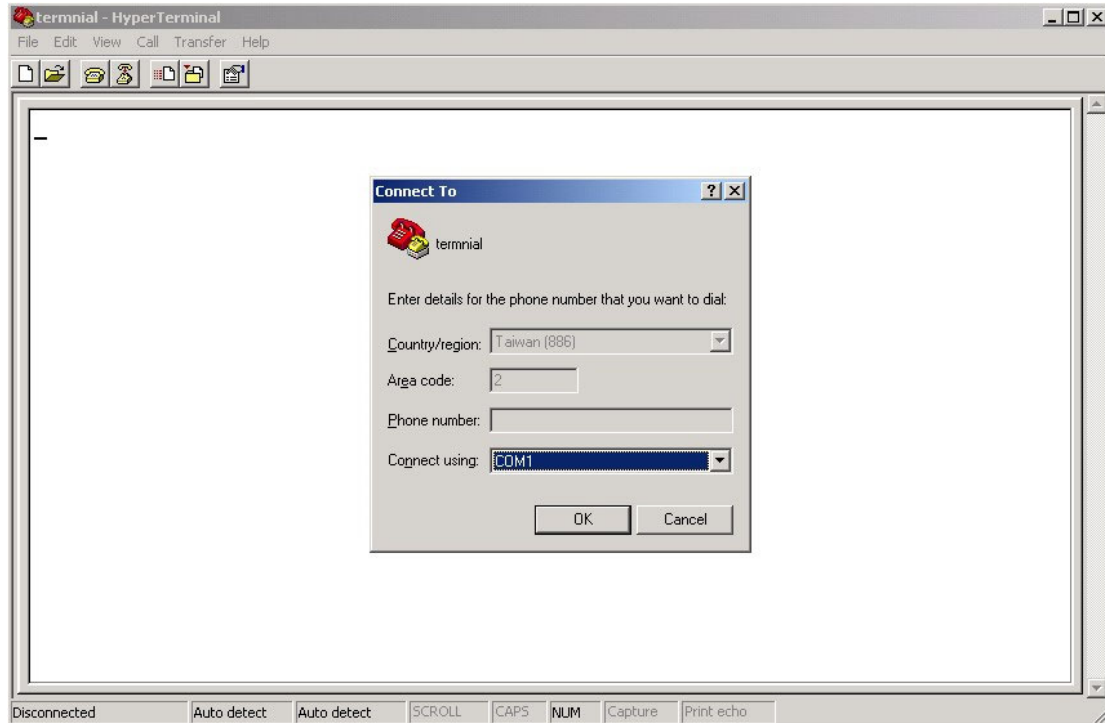 termnial - HyperTerminal
File Edit View Call Transfer Help
Connect To
termnial
Enter details for the phone number that you want to dial:
Country/region: Taiwan (886)
Area code: 2
Phone number:
Connect using: COM1
OK Cancel
Disconnected Auto detect Auto detect SCROLL CAPS NUM Capture Print echo